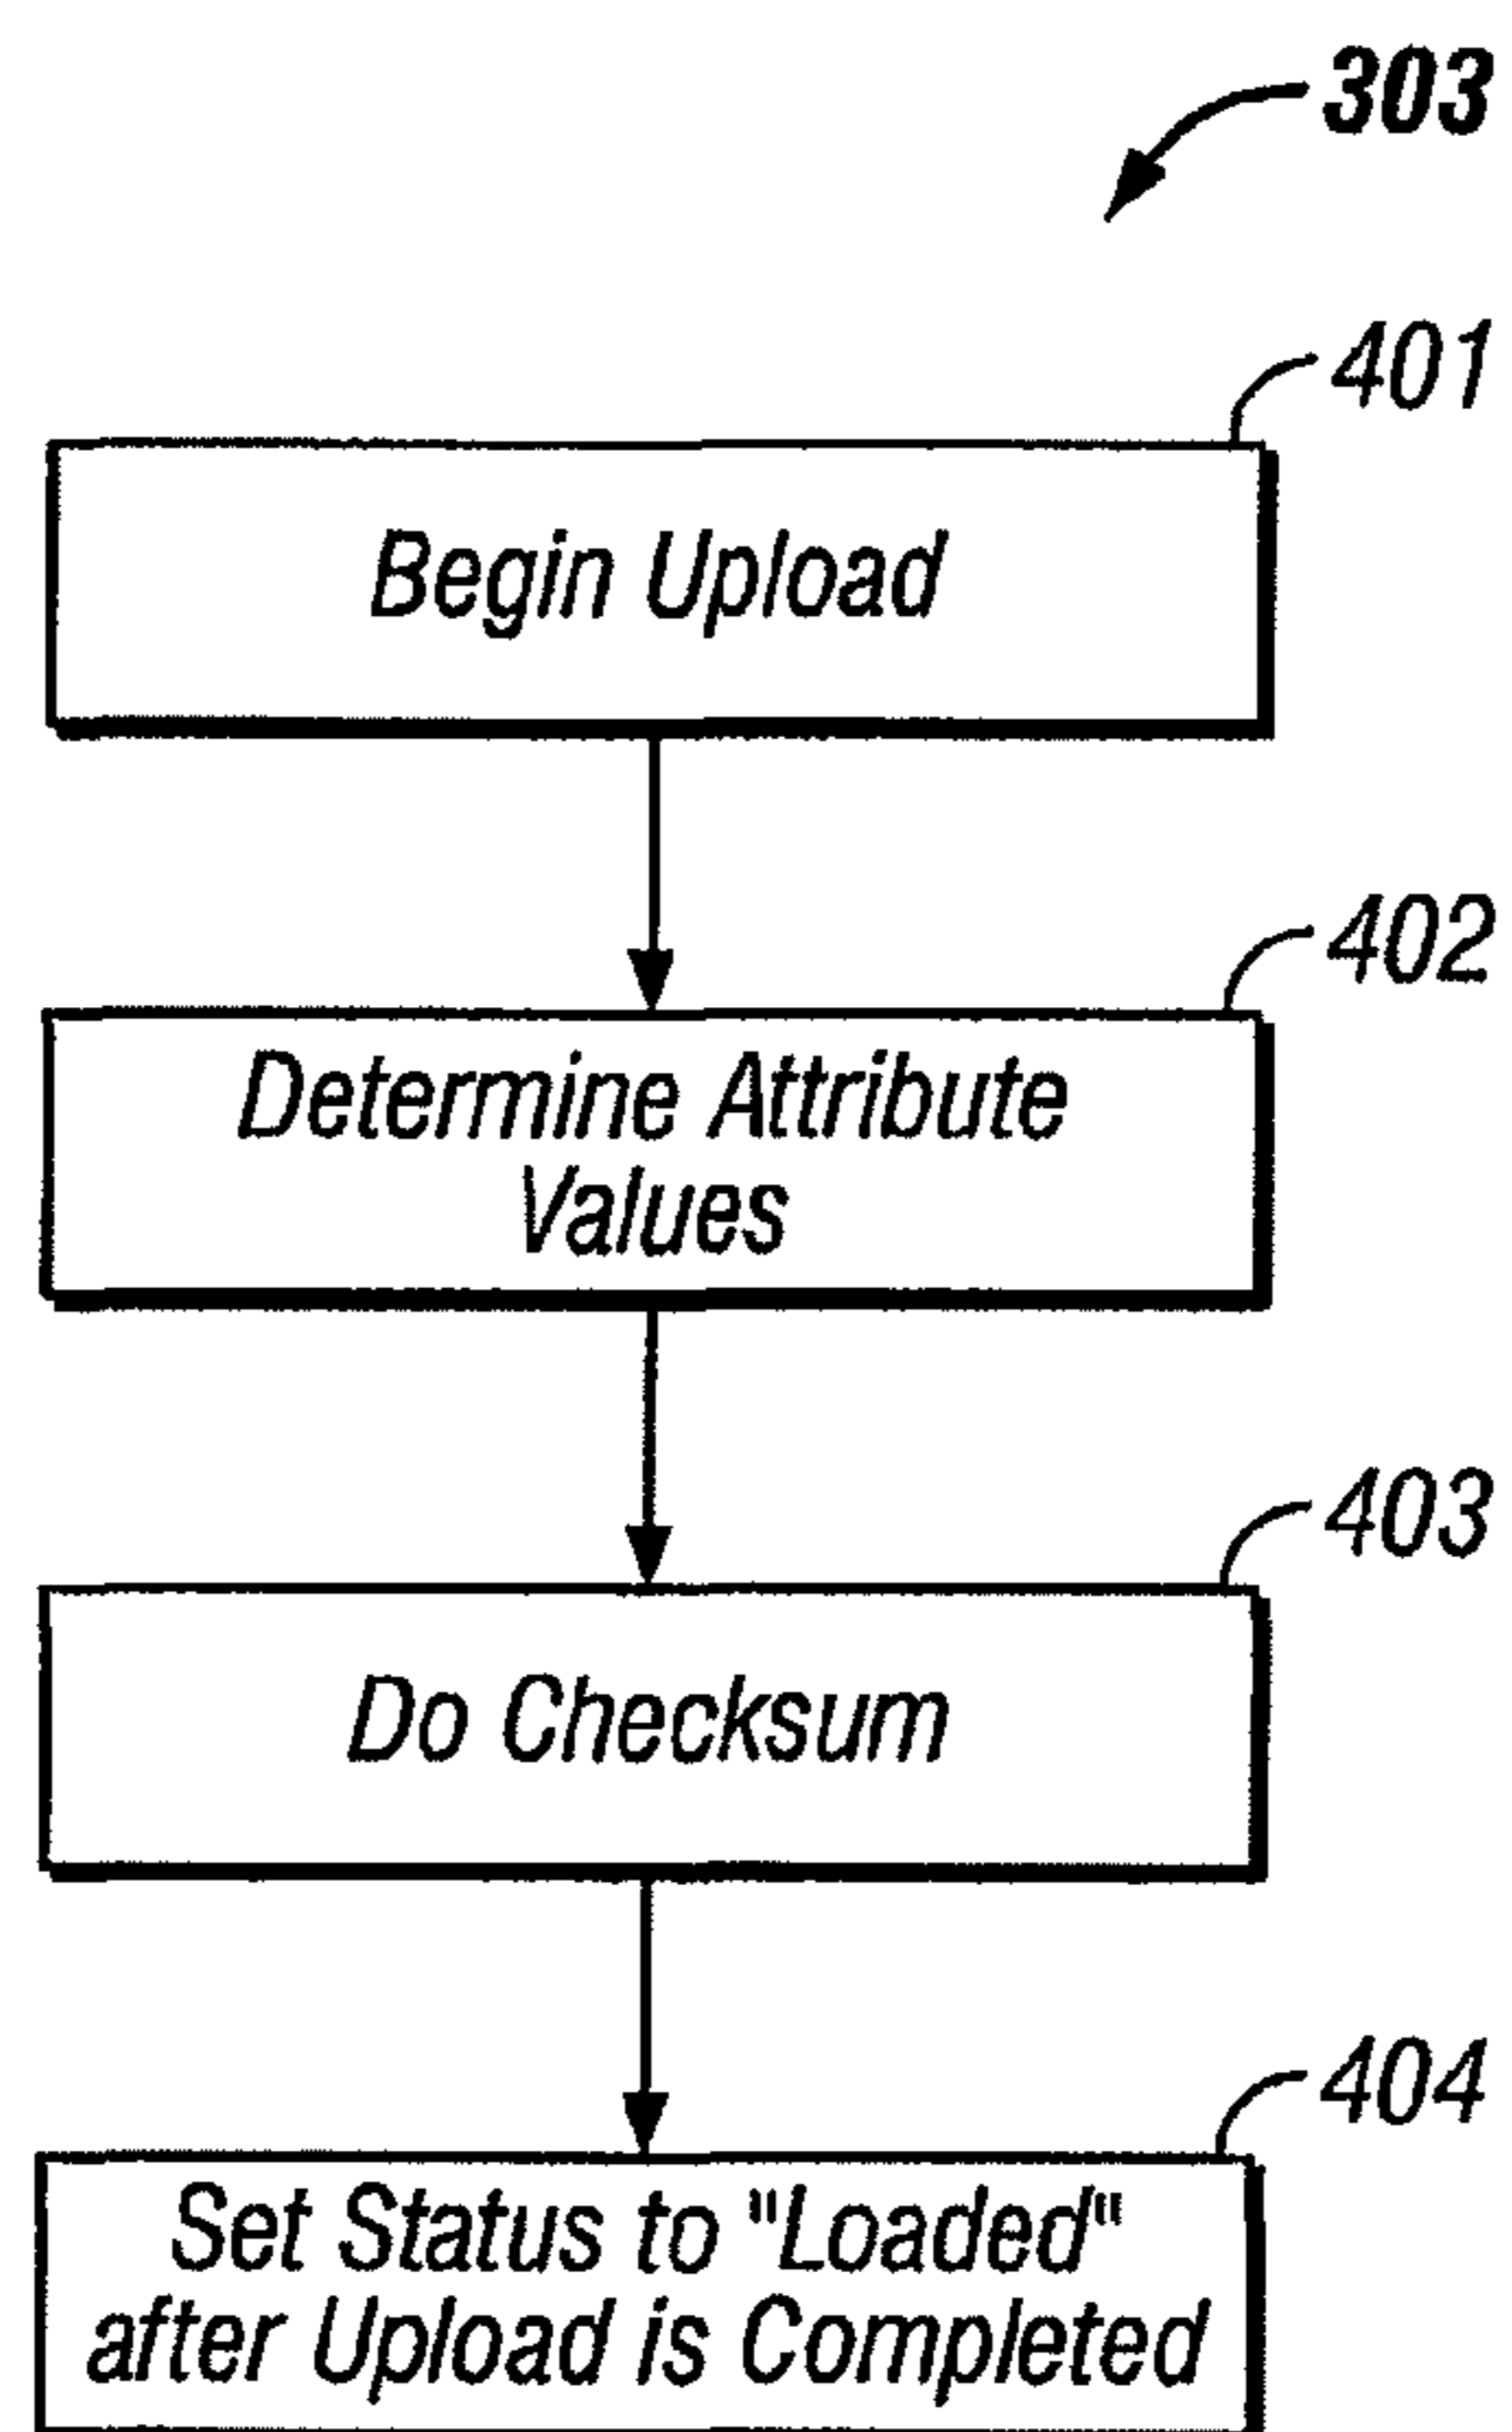 303
401
Begin Upload
402
Determine Attribute
Values
403
Do Checksum
404
Set Status to "Loaded"
after Upload is Completed